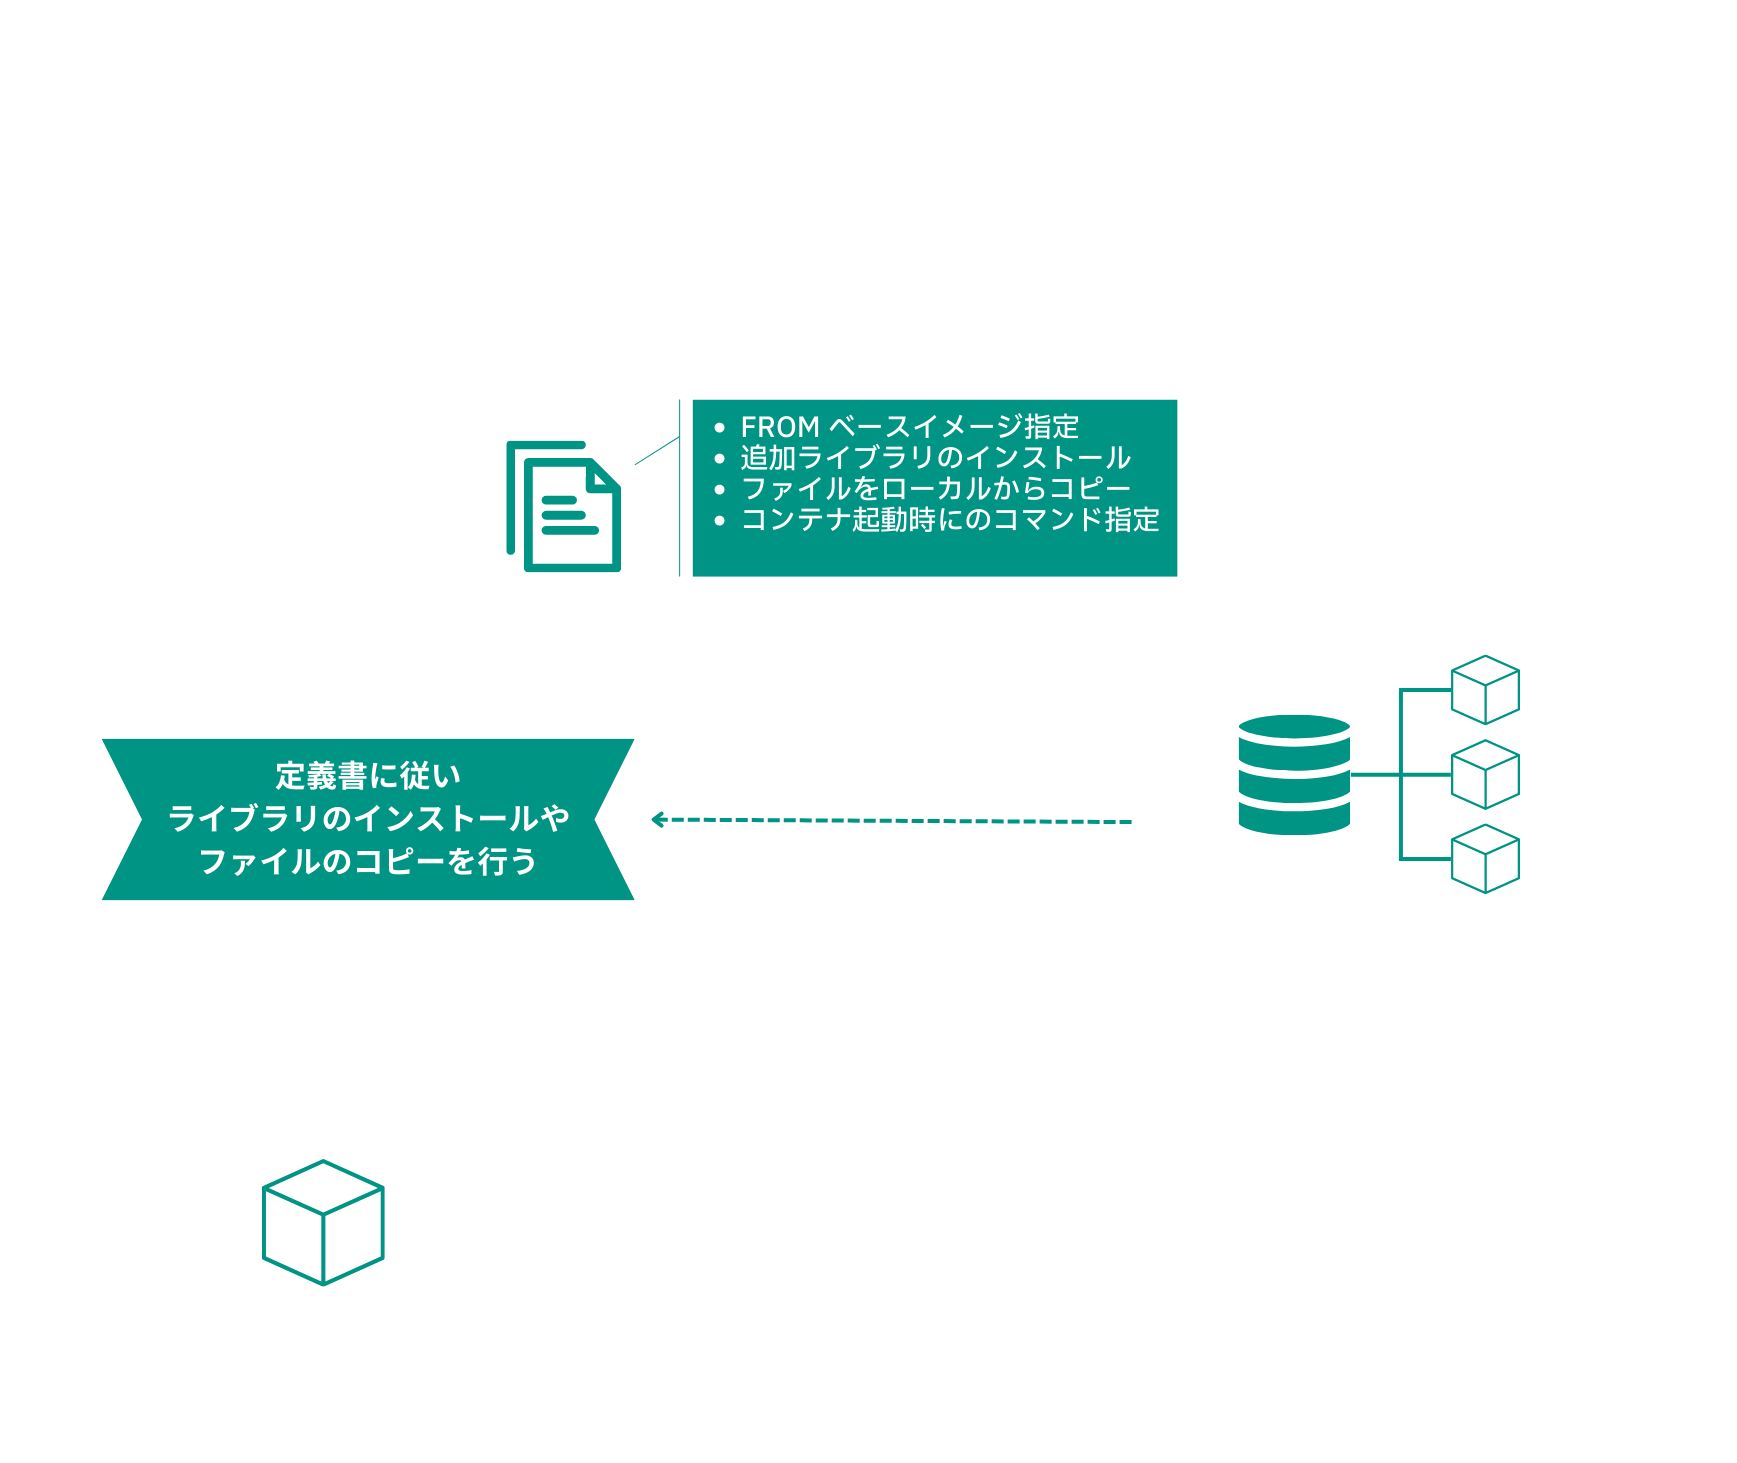 • FROM ベースイメージ指定
• 追加ライブラリのインストール
• ファイルをローカルからコピー
• コンテナ起動時にのコマンド指定
定義書に従い
ライブラリのインストールや
ファイルのコピーを行う